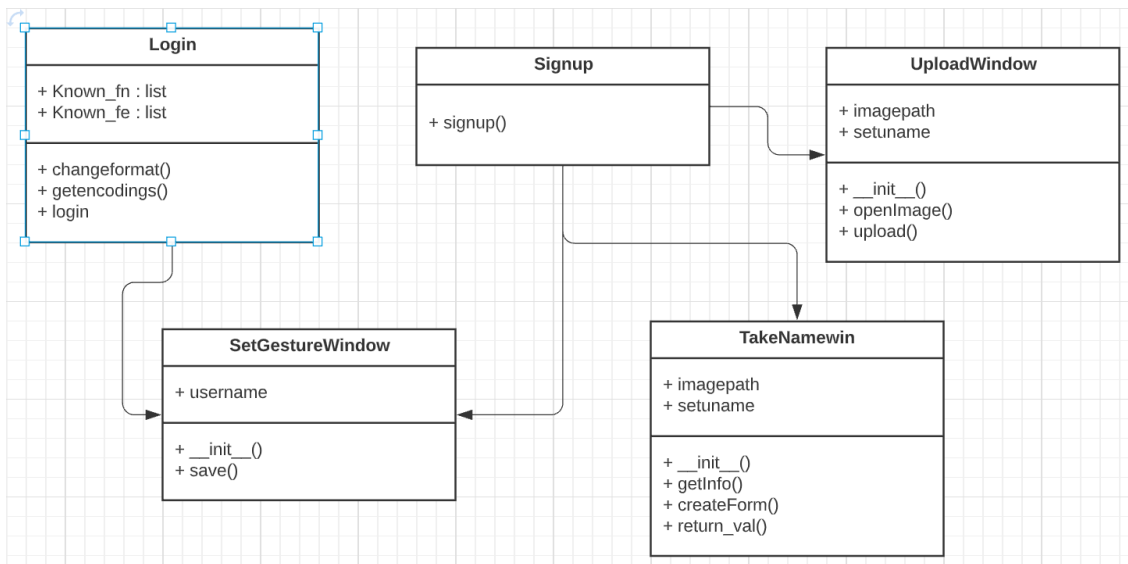 Login
+ Known_fn : list
+ Known_fe : list
+ changeformat()
+ getencodings()
+ login
Signup
+ signup()
UploadWindow
+ imagepath
+ setuname
+ __init__()
+ openImage()
+ upload()
SetGestureWindow
+ username
+ __init__()
+ save()
TakeNamewin
+ imagepath
+ setuname
+ __init__()
+ getInfo()
+ createForm()
+ return_val()